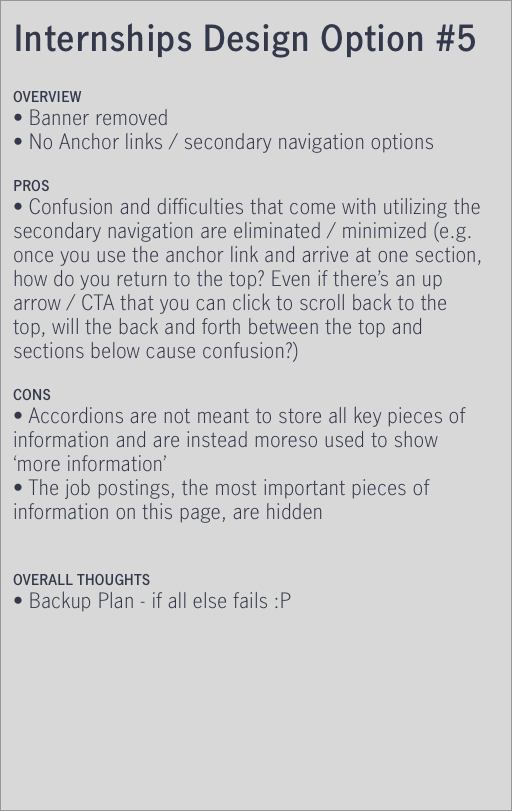 Internships Design Option #5
OVERVIEW
• Banner removed
• No Anchor links / secondary navigation options
PROS
• Confusion and difficulties that come with utilizing the
secondary navigation are eliminated / minimized (e.g.
once you use the anchor link and arrive at one section,
how do you return to the top? Even if there's an up
arrow / CTA that you can click to scroll back to the
top, will the back and forth between the top and
sections below cause confusion?)
CONS
• Accordions are not meant to store all key pieces of
information and are instead moreso used to show
‘more information’
• The job postings, the most important pieces of
information on this page, are hidden
OVERALL THOUGHTS
• Backup Plan - if all else fails :P